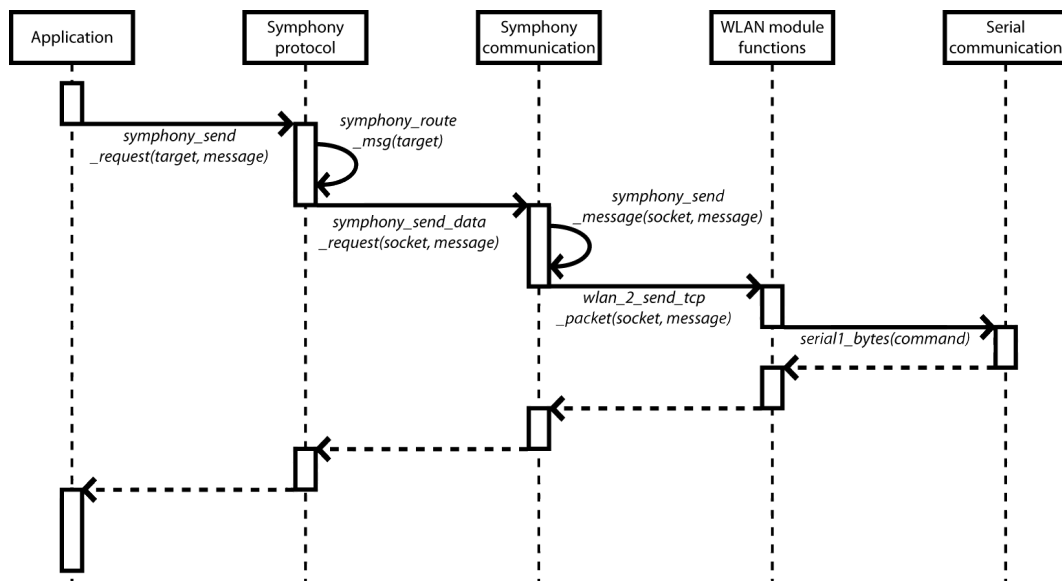 Application
Symphony
protocol
Symphony
communication
WLAN module
functions
Serial
communication
symphony_send
_request(target, message)
symphony_route
_msg(target)
symphony_send_data
_request(socket, message)
symphony_send
_message(socket, message)
wlan_2_send_tcp
_packet(socket, message)
serial1_bytes(command)